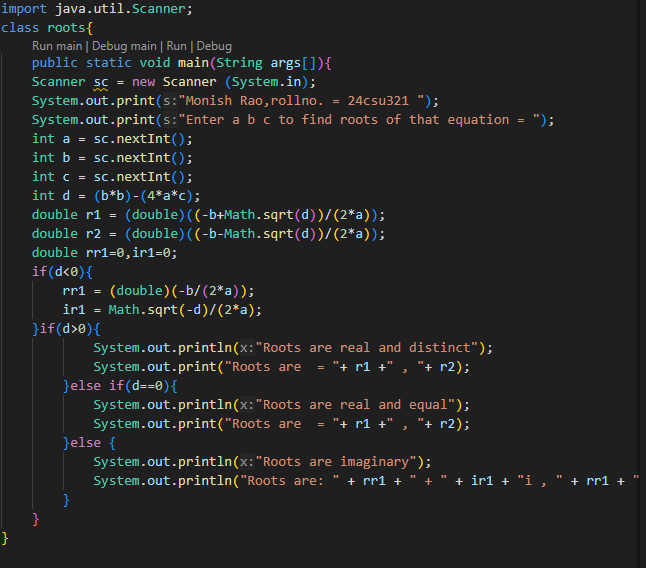 import java.util.Scanner;
class roots{
Run main | Debug main | Run | Debug
public static void main(String args[]){
Scanner sc = new Scanner (System.in);
System.out.print(s:"Monish Rao,rollno. = 24csu321 ");
System.out.print(s:"Enter a b c to find roots of that equation = ");
int a = sc.nextInt();
int b = sc.nextInt();
int c = sc.nextInt();
int d = (b*b)-(4*a*c);
double r1 = (double)((-b+Math.sqrt(d))/(2*a));
double r2 = (double)((-b-Math.sqrt(d))/(2*a));
double rr1=0,ir1=0;
if(d<0){
rr1 = (double)(-b/(2*a));
ir1 = Math.sqrt(-d)/(2*a);
}if(d>0){
System.out.println(x:"Roots are real and distinct");
System.out.print("Roots are  = "+ r1 +" , "+ r2);
}else if(d==0){
System.out.println(x:"Roots are real and equal");
System.out.print("Roots are  = "+ r1 +" , "+ r2);
}else {
System.out.println(x:"Roots are imaginary");
System.out.println("Roots are: " + rr1 + " + " + ir1 + "i , " + rr1 + "
}
}
}